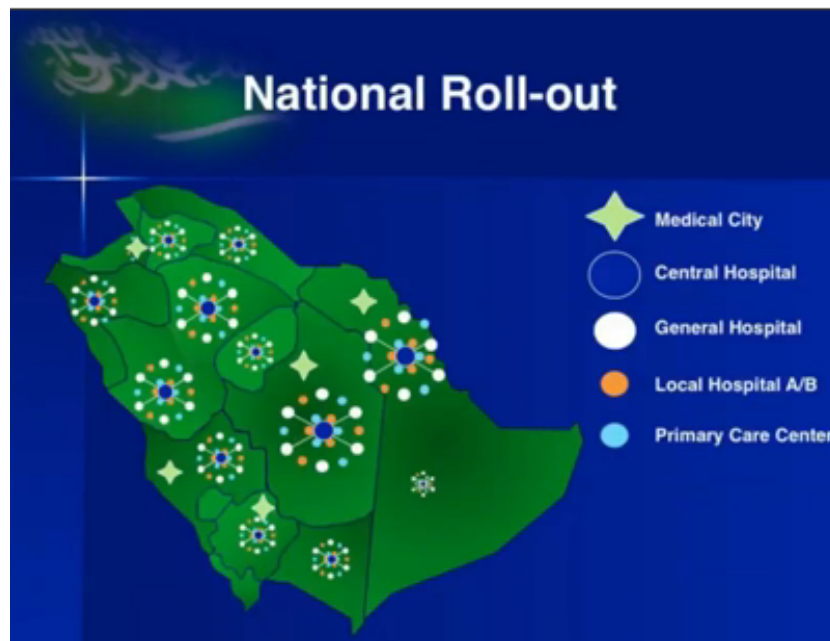 National Roll-out
Medical City
Central Hospital
General Hospital
Local Hospital A/B
Primary Care Center